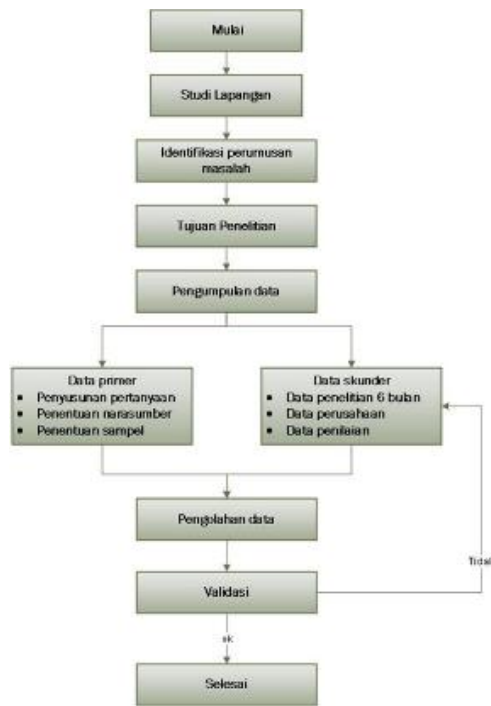 Mulai
Studi Lapangan
Identifikasi perumusan
masalah
Tujuan Penelitian
Pengumpulan data
Data primer
• Penyusunan pertanyaan
• Penentuan narasumber
• Penentuan sampel
Data skunder
• Data penelitian 6 bulan
• Data perusahaan
• Data penilaian
Pengolahan data
Validasi
Tidak
ok
Selesai